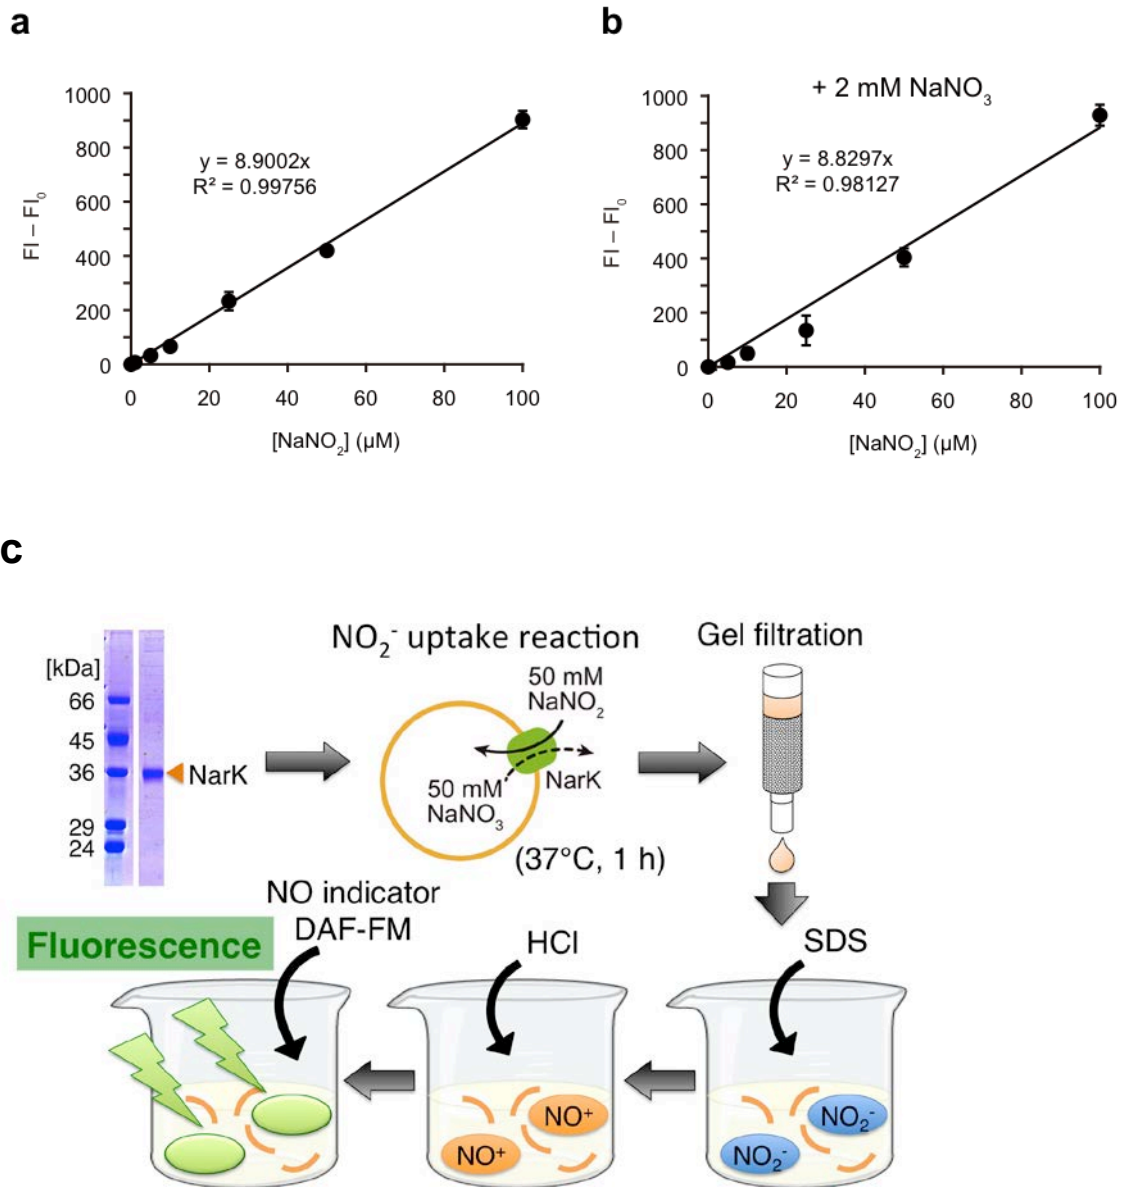 a
1000
800
600
400
200
0
y = 8.9002x
R² = 0.99756
FI – FI₀
0 20 40 60 80 100
[NaNO₂] (µM)
b
+ 2 mM NaNO₃
1000
800
600
400
200
0
y = 8.8297x
R² = 0.98127
FI – FI₀
0 20 40 60 80 100
[NaNO₂] (µM)
c
[kDa]
66
45
36
29
24
NarK
NO₂⁻ uptake reaction
50 mM
NaNO₂
50 mM
NaNO₃
NarK
(37°C, 1 h)
Gel filtration
SDS
NO₂⁻
NO₂⁻
HCl
NO⁺
NO⁺
NO indicator
DAF-FM
Fluorescence